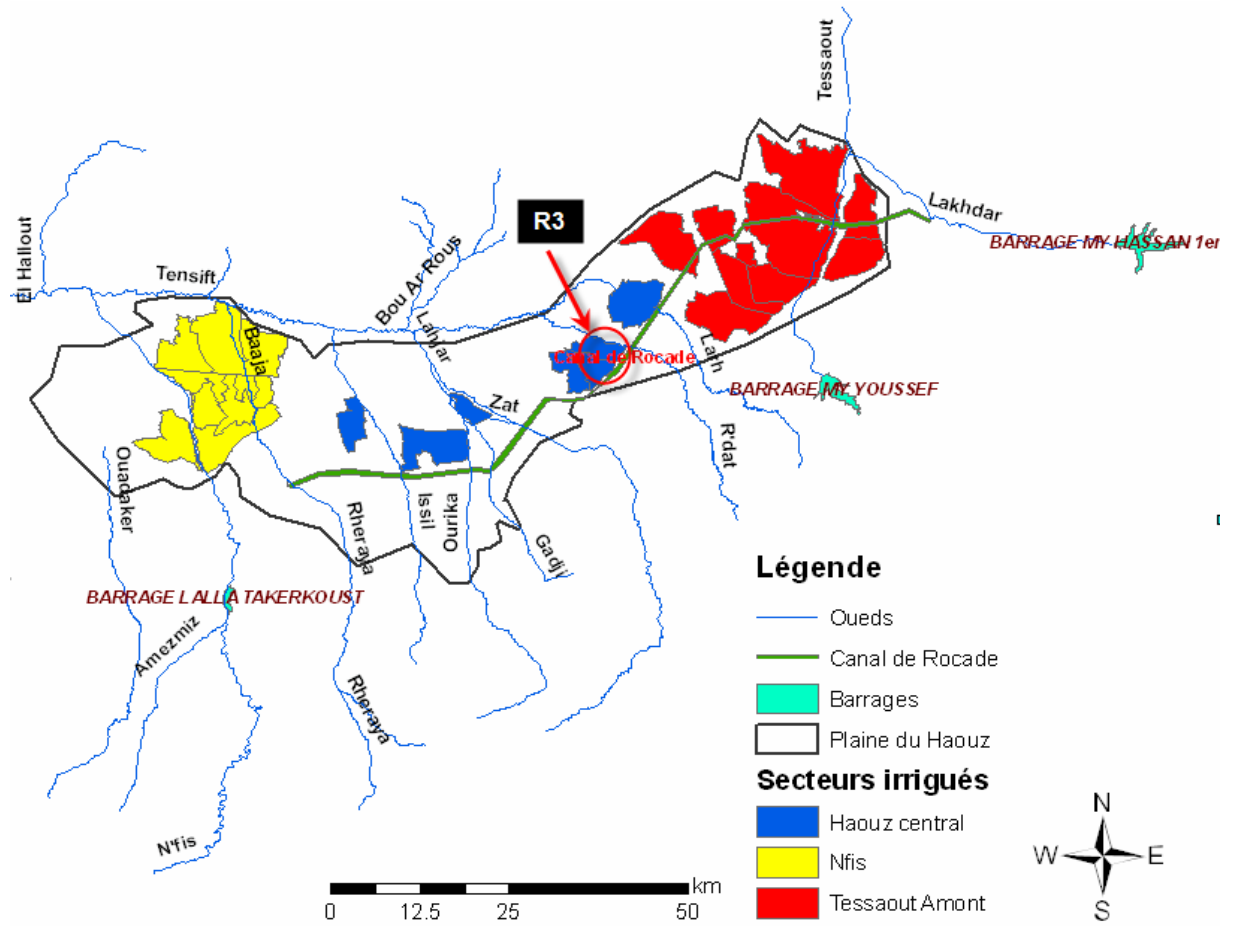 Tessaout
Lakhdar
BARRAGE MY HASSAN 1er
R3
El Hallout
Tensift
Bou Ar Rous
Lahjar
Baaja
Canal de Rocade
Larh
BARRAGE MY YOUSSEF
Zat
R'dat
Ouadaker
Rheraya
Issil
Ourika
Gadji
BARRAGE LALLA TAKERKOUST
Amezmiz
Rheraya
N'fis
Légende
Oueds
Canal de Rocade
Barrages
Plaine du Haouz
Secteurs irrigués
Haouz central
Nfis
Tessaout Amont
N
W
E
S
km
0
12.5
25
50